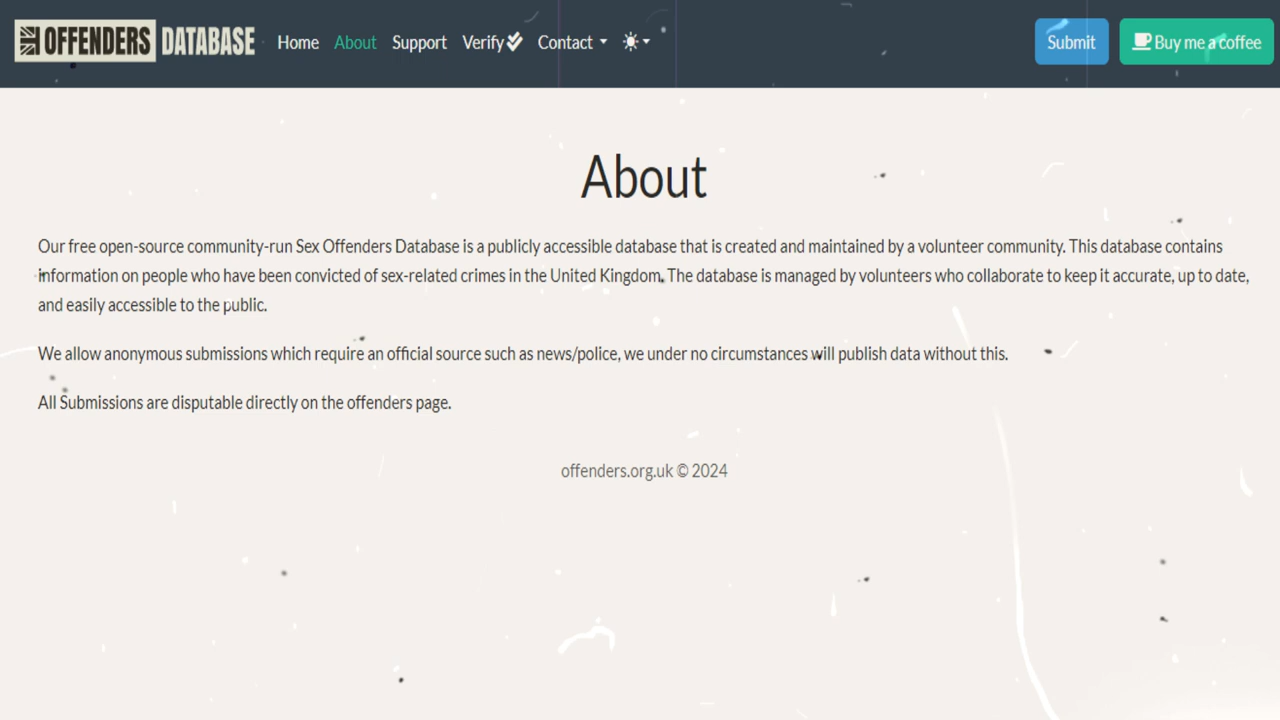 OFFENDERS DATABASE Home About Support Verify Contact Submit Buy me a coffee
About
Our free open-source community-run Sex Offenders Database is a publicly accessible database that is created and maintained by a volunteer community. This database contains
information on people who have been convicted of sex-related crimes in the United Kingdom. The database is managed by volunteers who collaborate to keep it accurate, up to date,
and easily accessible to the public.
We allow anonymous submissions which require an official source such as news/police, we under no circumstances will publish data without this.
All Submissions are disputable directly on the offenders page.
offenders.org.uk © 2024